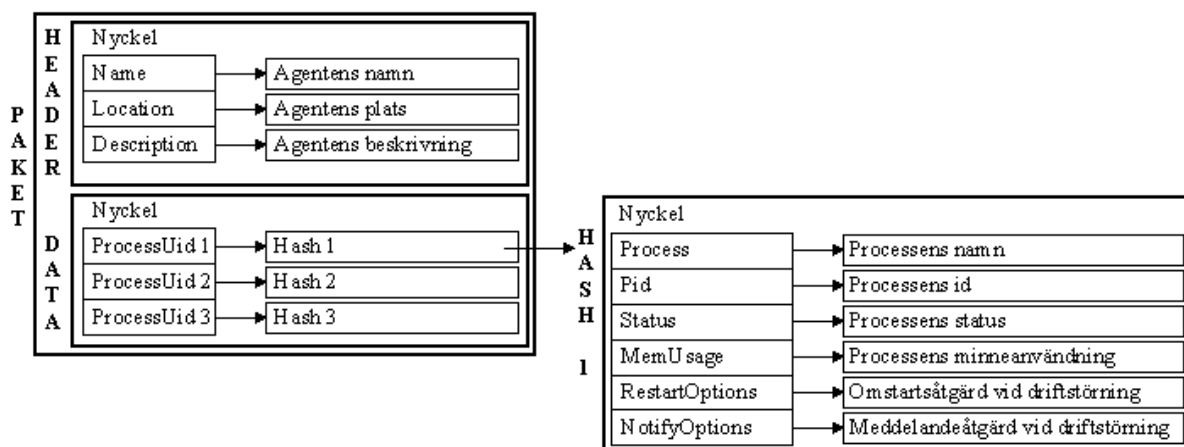 PAKET
HEADER
Nyckel
Name Agentens namn
Location Agentens plats
Description Agentens beskrivning
DATA
Nyckel
ProcessUid 1 Hash 1
ProcessUid 2 Hash 2
ProcessUid 3 Hash 3
HASH 1
Nyckel
Process Processens namn
Pid Processens id
Status Processens status
MemUsage Processens minneanvändning
RestartOptions Omstartsåtgärd vid driftstörning
NotifyOptions Meddelandeåtgärd vid driftstörning